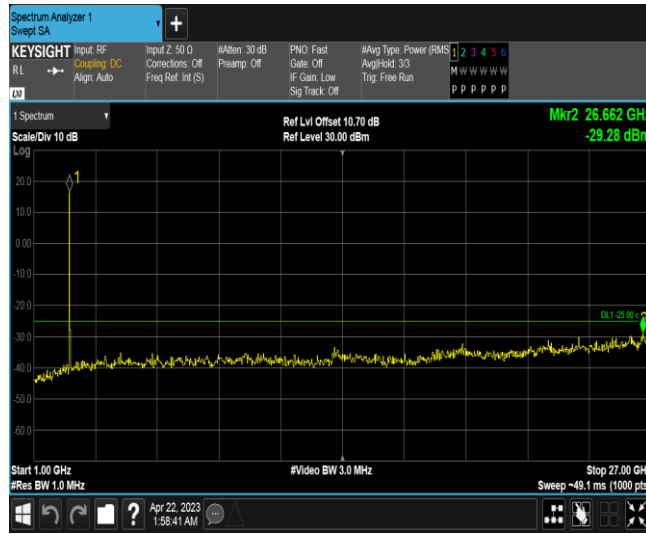 Spectrum Analyzer 1
Swept SA
+
KEYSIGHT Input: RF Input Z: 50 Ω #Atten: 30 dB PNO: Fast #Avg Type: Power (RMS 1 2 3 4 5 6
RL Coupling: DC Corrections: Off Preamp: Off Gate: Off Avg|Hold: 3/3 M W W W W W
Align: Auto Freq Ref: Int (S) IF Gain: Low Trig: Free Run
LXI Sig Track: Off P P P P P P
1 Spectrum Ref Lvl Offset 10.70 dB Mkr2 26.662 GH
Scale/Div 10 dB Ref Level 30.00 dBm -29.28 dBn
Log
20.0
1
10.0
0.00
-10.0
-20.0
DL1 -25.00
-30.0
-40.0
-50.0
-60.0
Start 1.00 GHz #Video BW 3.0 MHz Stop 27.00 GH
#Res BW 1.0 MHz Sweep ~49.1 ms (1000 pts
? Apr 22, 2023
1:58:41 AM